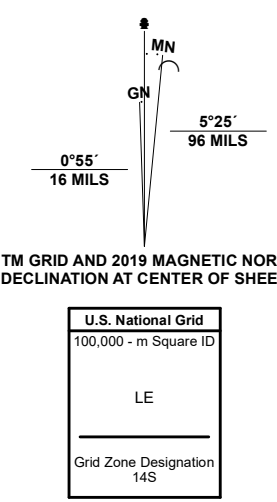 MN
GN
5°25´
96 MILS
0°55´
16 MILS
TM GRID AND 2019 MAGNETIC NOR
DECLINATION AT CENTER OF SHEE
U.S. National Grid
100,000 - m Square ID
LE
Grid Zone Designation
14S